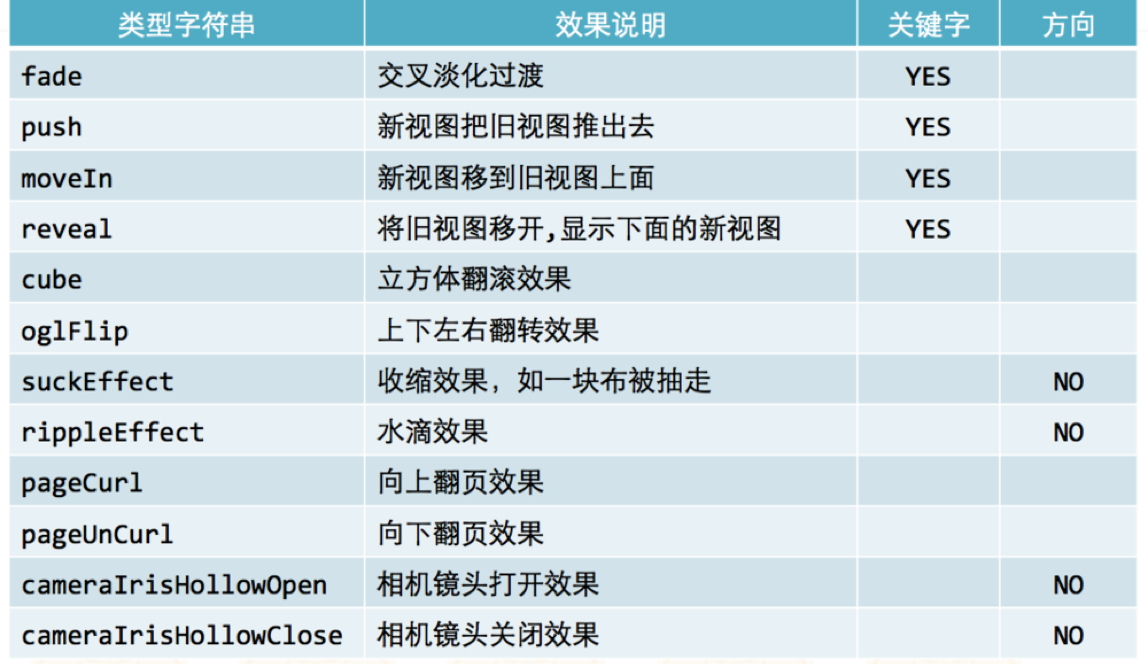 类型字符串 效果说明 关键字 方向
fade 交叉淡化过渡 YES
push 新视图把旧视图推出去 YES
moveIn 新视图移到旧视图上面 YES
reveal 将旧视图移开,显示下面的新视图 YES
cube 立方体翻滚效果
oglFlip 上下左右翻转效果
suckEffect 收缩效果，如一块布被抽走 NO
rippleEffect 水滴效果 NO
pageCurl 向上翻页效果
pageUnCurl 向下翻页效果
cameraIrisHollowOpen 相机镜头打开效果 NO
cameraIrisHollowClose 相机镜头关闭效果 NO